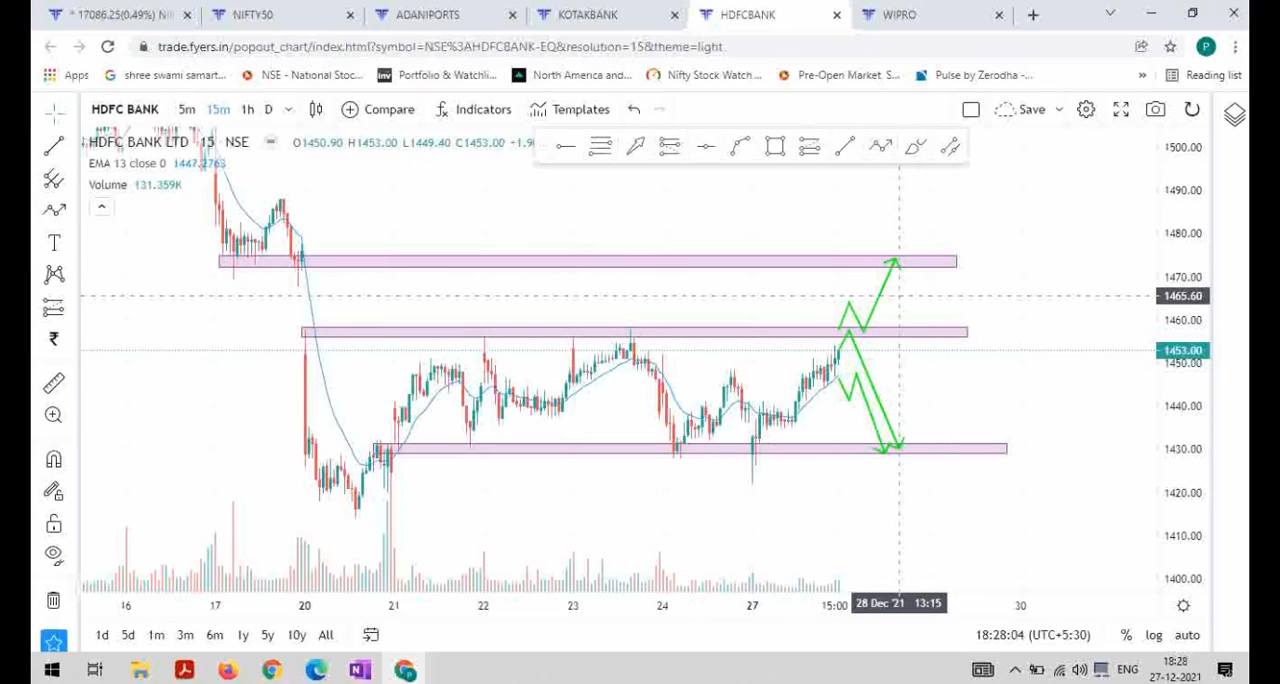 * 17086.25(0.49%) NI
NIFTY50
ADANIPORTS
KOTAKBANK
HDFCBANK
WIPRO
trade.fyers.in/popout_chart/index.html?symbol=NSE%3AHDFCBANK-EQ&resolution=15&theme=light
P
Apps
shree swami samart...
NSE - National Stoc...
Inv
Portfolio & Watchli...
North America and...
Nifty Stock Watch ...
Pre-Open Market. S...
Pulse by Zerodha -...
»
Reading list
HDFC BANK
5m
15m
1h
D
Compare
Indicators
Templates
Save
HDFC BANK LTD · 15 · NSE
O1450.90 H1453.00 L1449.40 C1453.00
EMA 13 close 0 1447.2763
Volume 131.359K
T
₹
1500.00
1490.00
1480.00
1470.00
1465.60
1460.00
1453.00
1450.00
1440.00
1430.00
1420.00
1410.00
1400.00
16
17
20
21
22
23
24
27
15:00
28 Dec '21 13:15
30
1d
5d
1m
3m
6m
1y
5y
10y
All
18:28:04 (UTC+5:30)
%
log
auto
ENG
18:28
27-12-2021